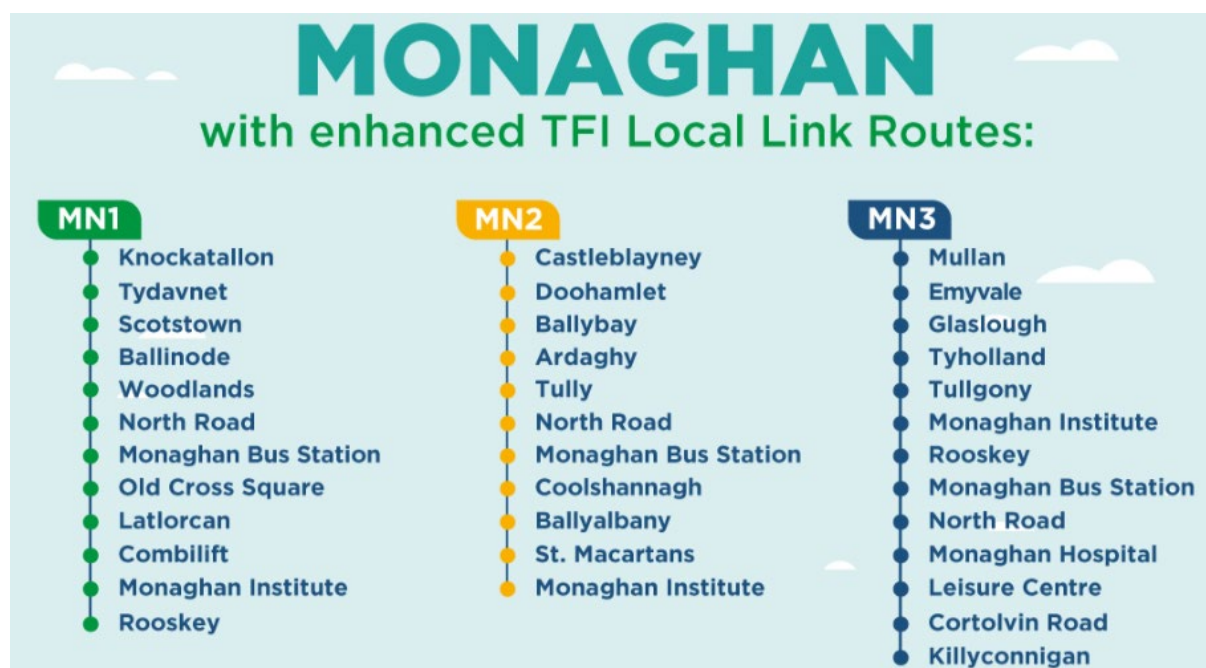 MONAGHAN
with enhanced TFI Local Link Routes:
MN1
Knockatallon
Tydavnet
Scotstown
Ballinode
Woodlands
North Road
Monaghan Bus Station
Old Cross Square
Latlorcan
Combilift
Monaghan Institute
Rooskey
MN2
Castleblayney
Doohamlet
Ballybay
Ardaghy
Tully
North Road
Monaghan Bus Station
Coolshannagh
Ballyalbany
St. Macartans
Monaghan Institute
MN3
Mullan
Emyvale
Glaslough
Tyholland
Tullgony
Monaghan Institute
Rooskey
Monaghan Bus Station
North Road
Monaghan Hospital
Leisure Centre
Cortolvin Road
Killyconnigan